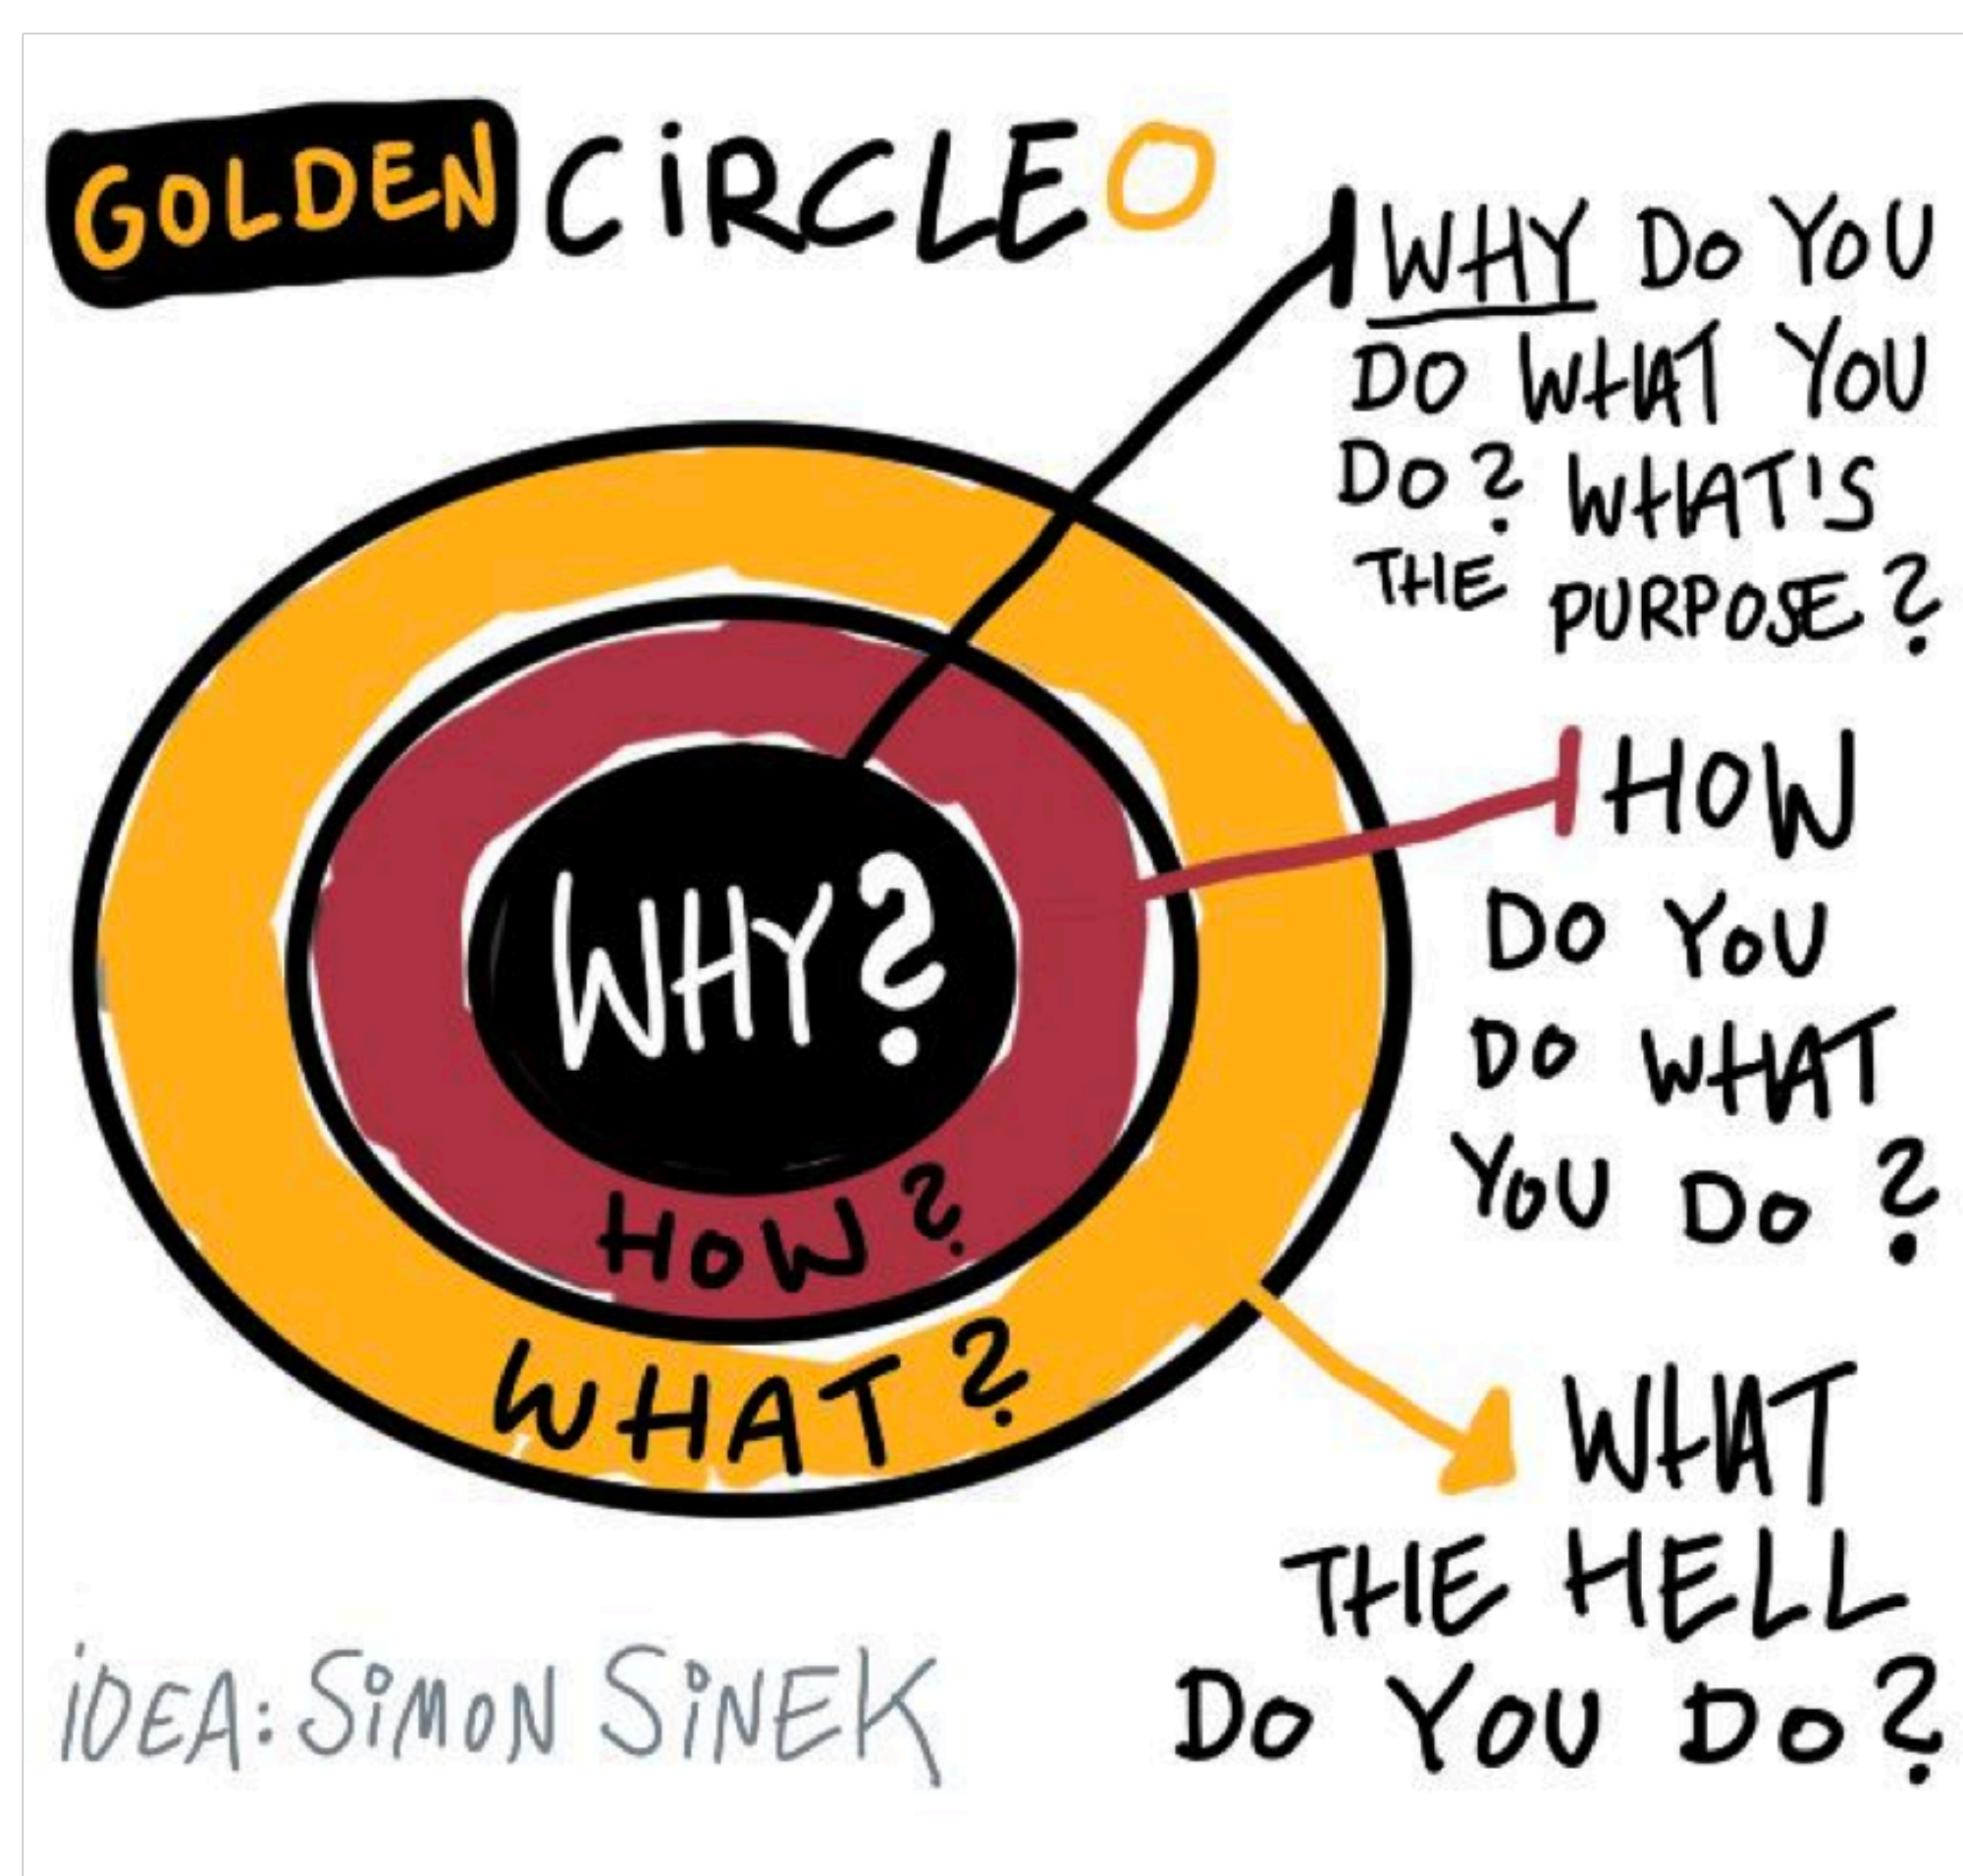 GOLDEN CiRCLE
WHY DO YOU
DO WHAT YOU
DO? WHAT'S
THE PURPOSE?
WHY?
HOW?
WHAT?
HOW
DO YOU
DO WHAT
YOU DO?
WHAT
THE HELL
DO YOU DO?
iDEA: SiMON SiNEK